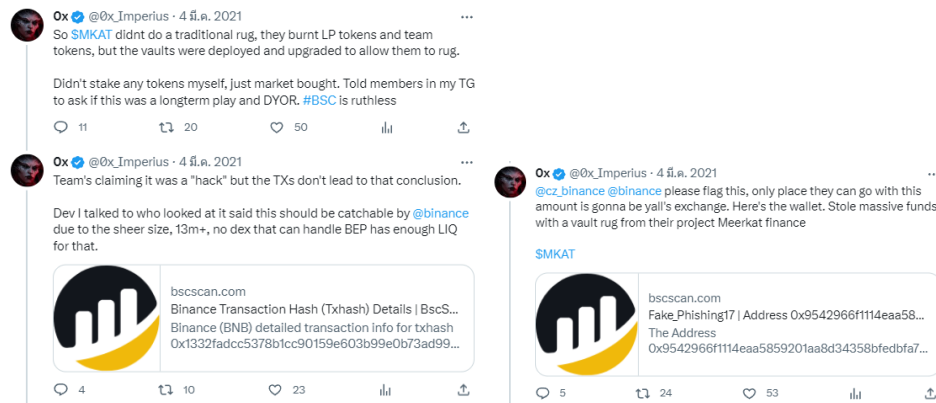 0x @0x_Imperius · 4 มี.ค. 2021
So $MKAT didnt do a traditional rug, they burnt LP tokens and team
tokens, but the vaults were deployed and upgraded to allow them to rug.
Didn't stake any tokens myself, just market bought. Told members in my TG
to ask if this was a longterm play and DYOR. #BSC is ruthless
11 20 50
0x @0x_Imperius · 4 มี.ค. 2021
Team's claiming it was a "hack" but the TXs don't lead to that conclusion.
Dev I talked to who looked at it said this should be catchable by @binance
due to the sheer size, 13m+, no dex that can handle BEP has enough LIQ
for that.
bscscan.com
Binance Transaction Hash (Txhash) Details | BscS...
Binance (BNB) detailed transaction info for txhash
0x1332fadcc5378b1cc90159e603b99e0b73ad99...
4 10 23
0x @0x_Imperius · 4 มี.ค. 2021
@cz_binance @binance please flag this, only place they can go with this
amount is gonna be yall's exchange. Here's the wallet. Stole massive funds
with a vault rug from their project Meerkat finance
$MKAT
bscscan.com
Fake_Phishing17 | Address 0x9542966f1114eaa58...
The Address
0x9542966f1114eaa5859201aa8d34358bfedbfa7...
5 24 53